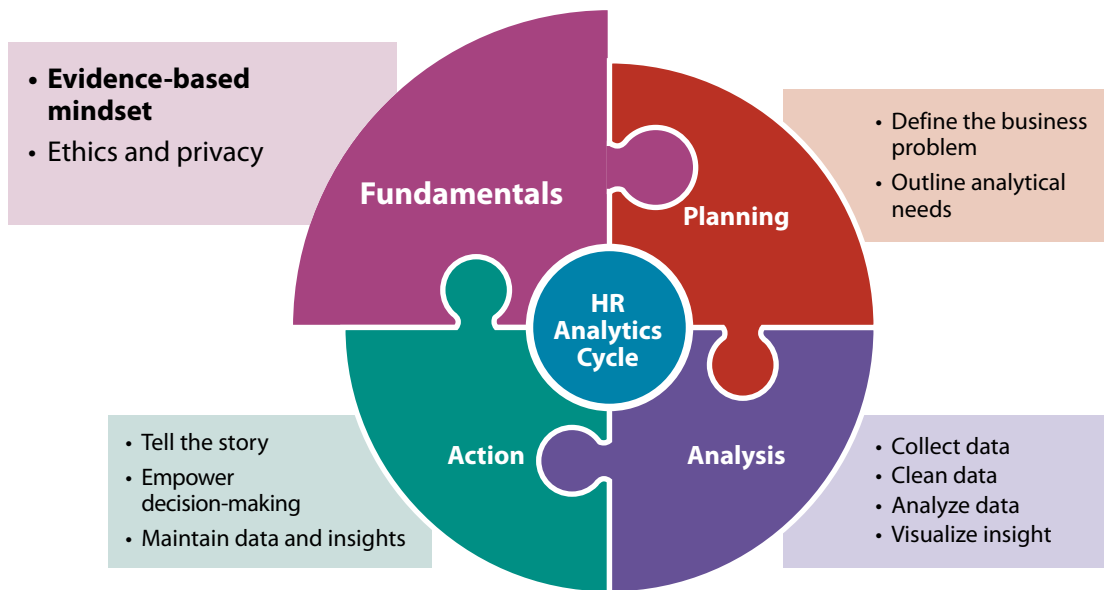 • Evidence-based
mindset
• Ethics and privacy
Fundamentals
Planning
• Define the business
problem
• Outline analytical
needs
HR
Analytics
Cycle
Action
Analysis
• Tell the story
• Empower
decision-making
• Maintain data and insights
• Collect data
• Clean data
• Analyze data
• Visualize insight